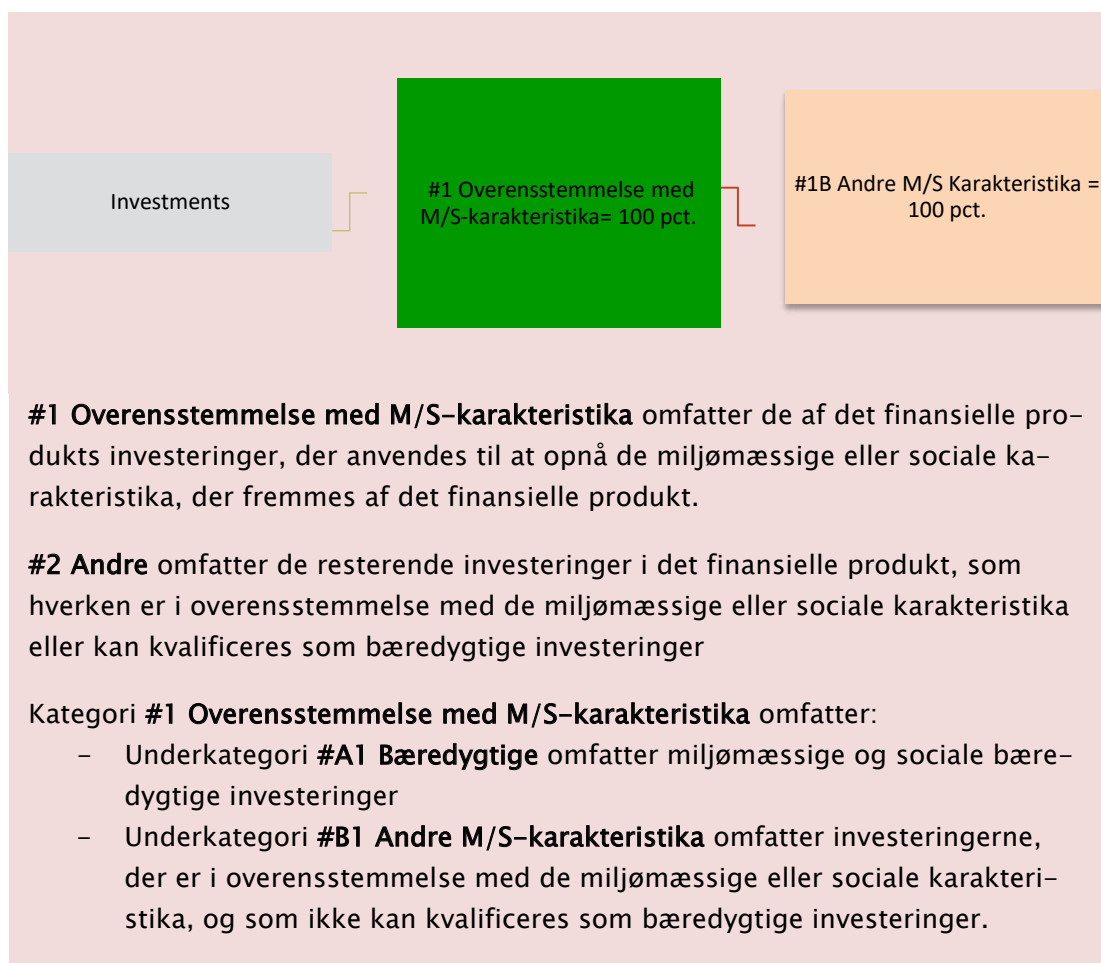 Investments
#1 Overensstemmelse med
M/S-karakteristika= 100 pct.
#1B Andre M/S Karakteristika =
100 pct.
#1 Overensstemmelse med M/S-karakteristika omfatter de af det finansielle pro-
dukts investeringer, der anvendes til at opnå de miljømæssige eller sociale ka-
rakteristika, der fremmes af det finansielle produkt.
#2 Andre omfatter de resterende investeringer i det finansielle produkt, som
hverken er i overensstemmelse med de miljømæssige eller sociale karakteristika
eller kan kvalificeres som bæredygtige investeringer
Kategori #1 Overensstemmelse med M/S-karakteristika omfatter:
- Underkategori #A1 Bæredygtige omfatter miljømæssige og sociale bære-
dygtige investeringer
- Underkategori #B1 Andre M/S-karakteristika omfatter investeringerne,
der er i overensstemmelse med de miljømæssige eller sociale karakteri-
stika, og som ikke kan kvalificeres som bæredygtige investeringer.